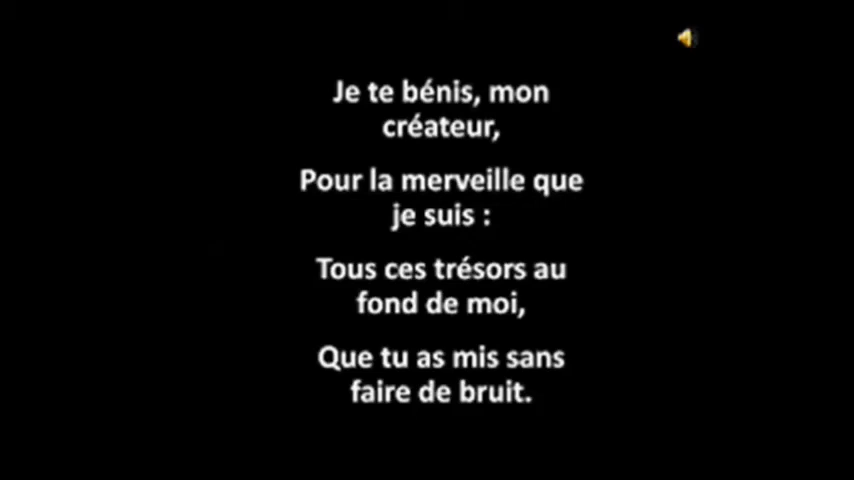 Je te bénis, mon
créateur,
Pour la merveille que
je suis :
Tous ces trésors au
fond de moi,
Que tu as mis sans
faire de bruit.